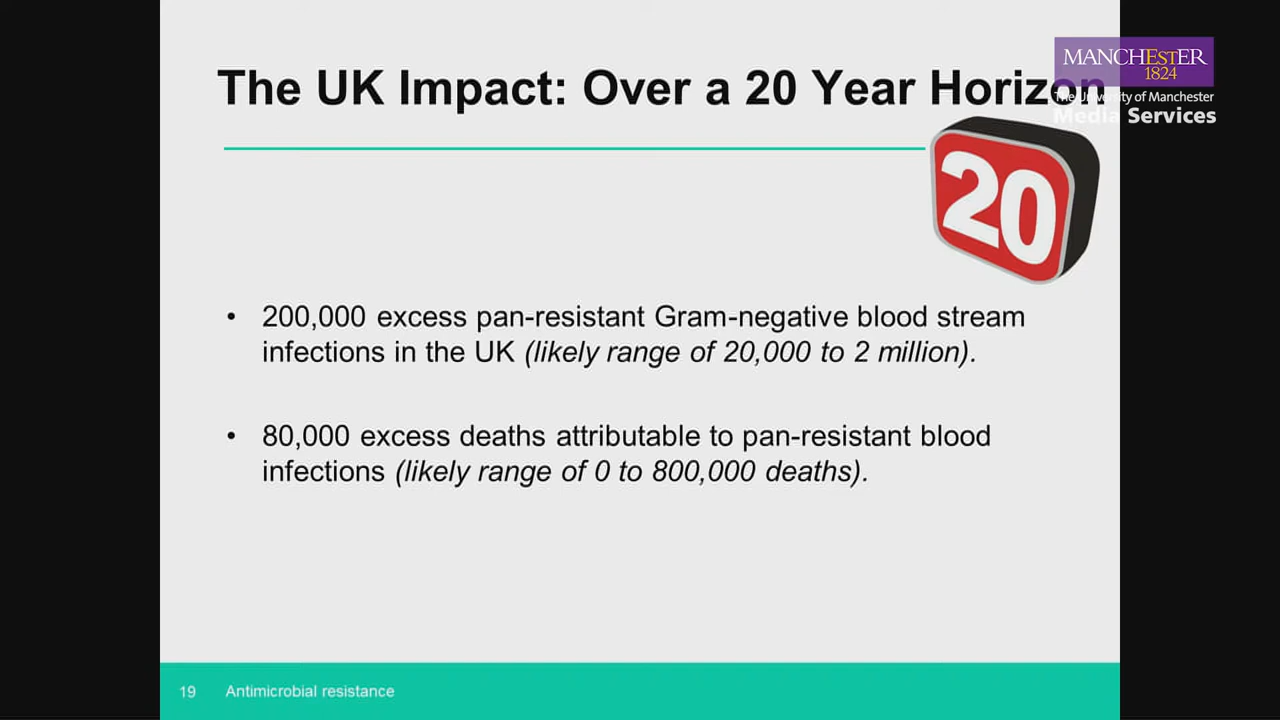 The UK Impact: Over a 20 Year Horizon
MANCHESTER
1824
The University of Manchester
Media Services
20
• 200,000 excess pan-resistant Gram-negative blood stream
infections in the UK (likely range of 20,000 to 2 million).
• 80,000 excess deaths attributable to pan-resistant blood
infections (likely range of 0 to 800,000 deaths).
19 Antimicrobial resistance